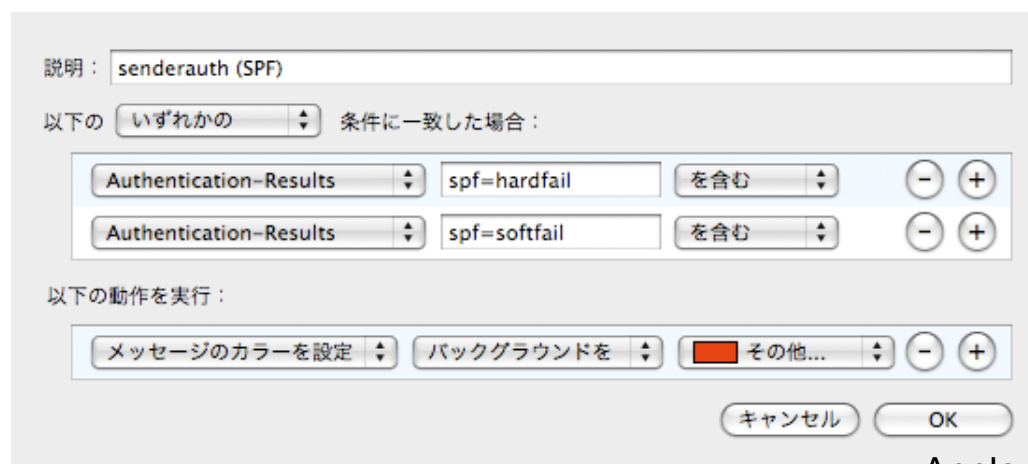 説明： senderauth (SPF)
以下の いずれかの 条件に一致した場合：
Authentication-Results spf=hardfail を含む
Authentication-Results spf=softfail を含む
以下の動作を実行：
メッセージのカラーを設定 バックグラウンドを その他...
キャンセル OK